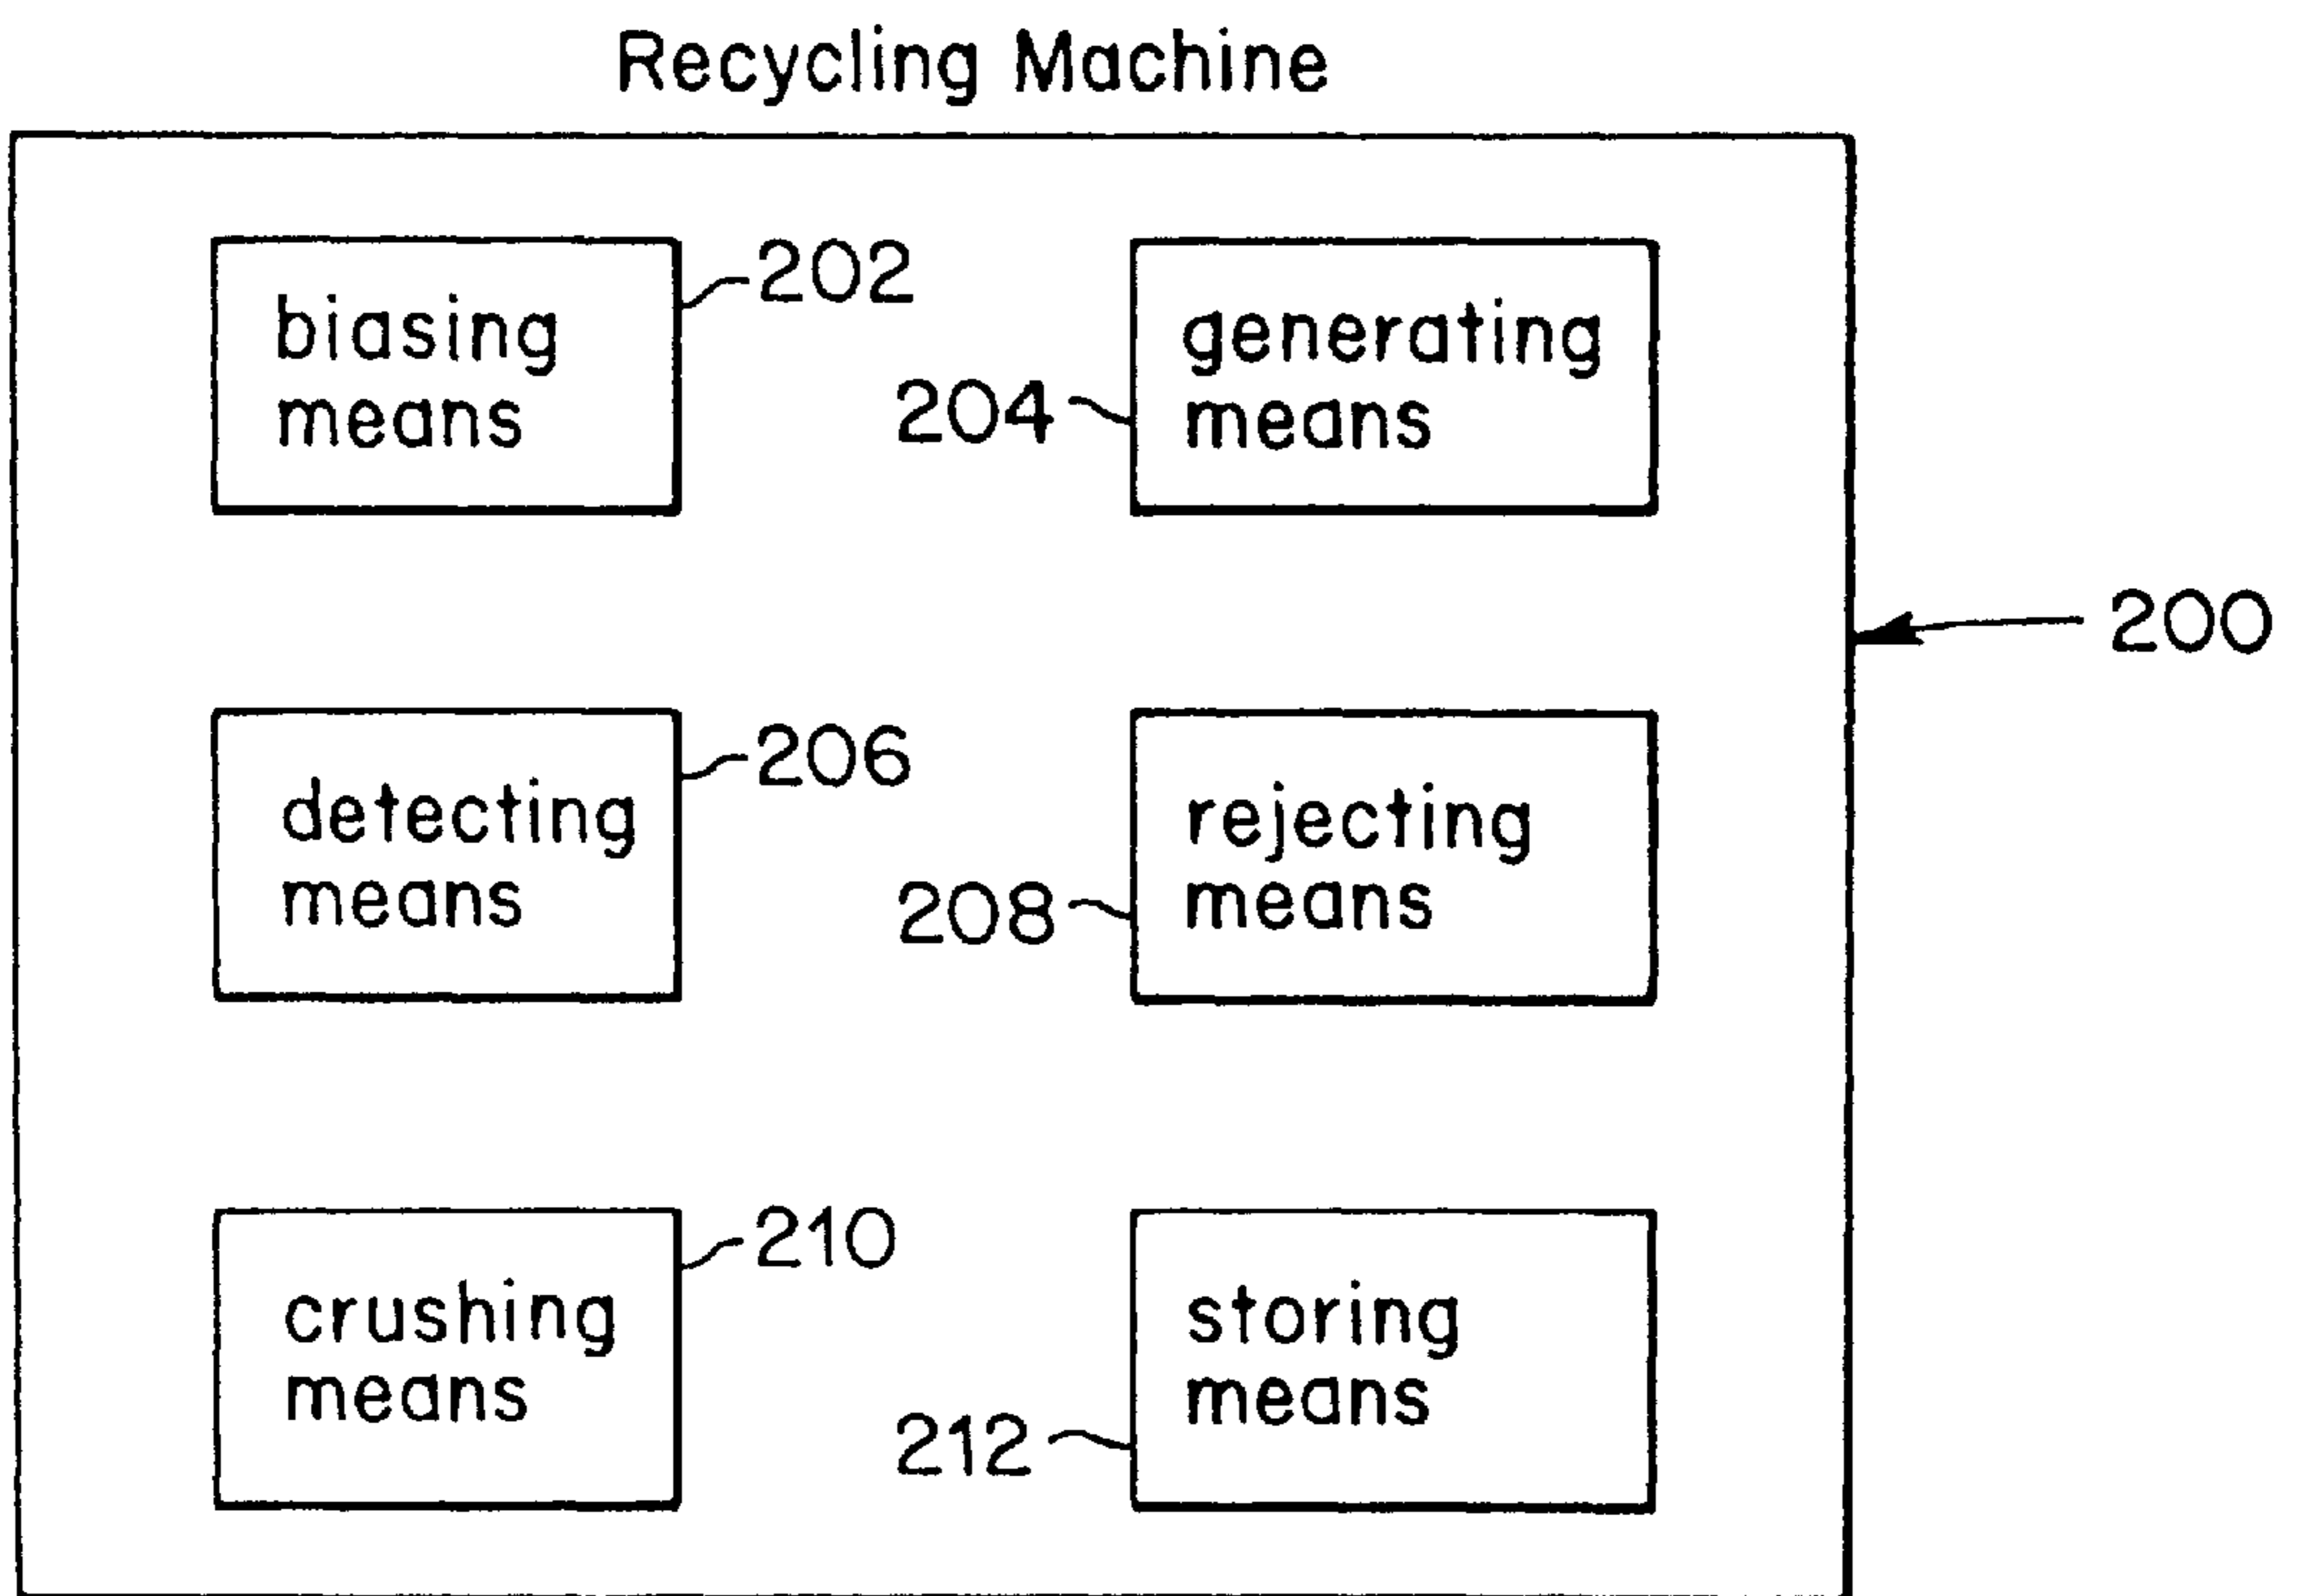 Recycling Machine
biasing
means
202
204
generating
means
200
detecting
means
206
208
rejecting
means
crushing
means
210
212
storing
means